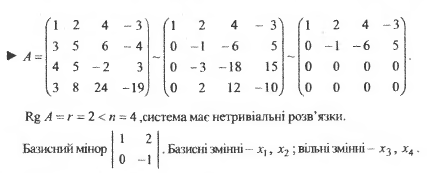 ► A = (1 2 4 −3; 3 5 6 −4; 4 5 −2 3; 3 8 24 −19) ~ (1 2 4 −3; 0 −1 −6 5; 0 −3 −18 15; 0 2 12 −10) ~ (1 2 4 −3; 0 −1 −6 5; 0 0 0 0; 0 0 0 0).
Rg A = r = 2 < n = 4 ,система має нетривіальні розв'язки.
Базисний мінор |1 2; 0 −1|. Базисні змінні – x₁, x₂ ; вільні змінні – x₃, x₄.